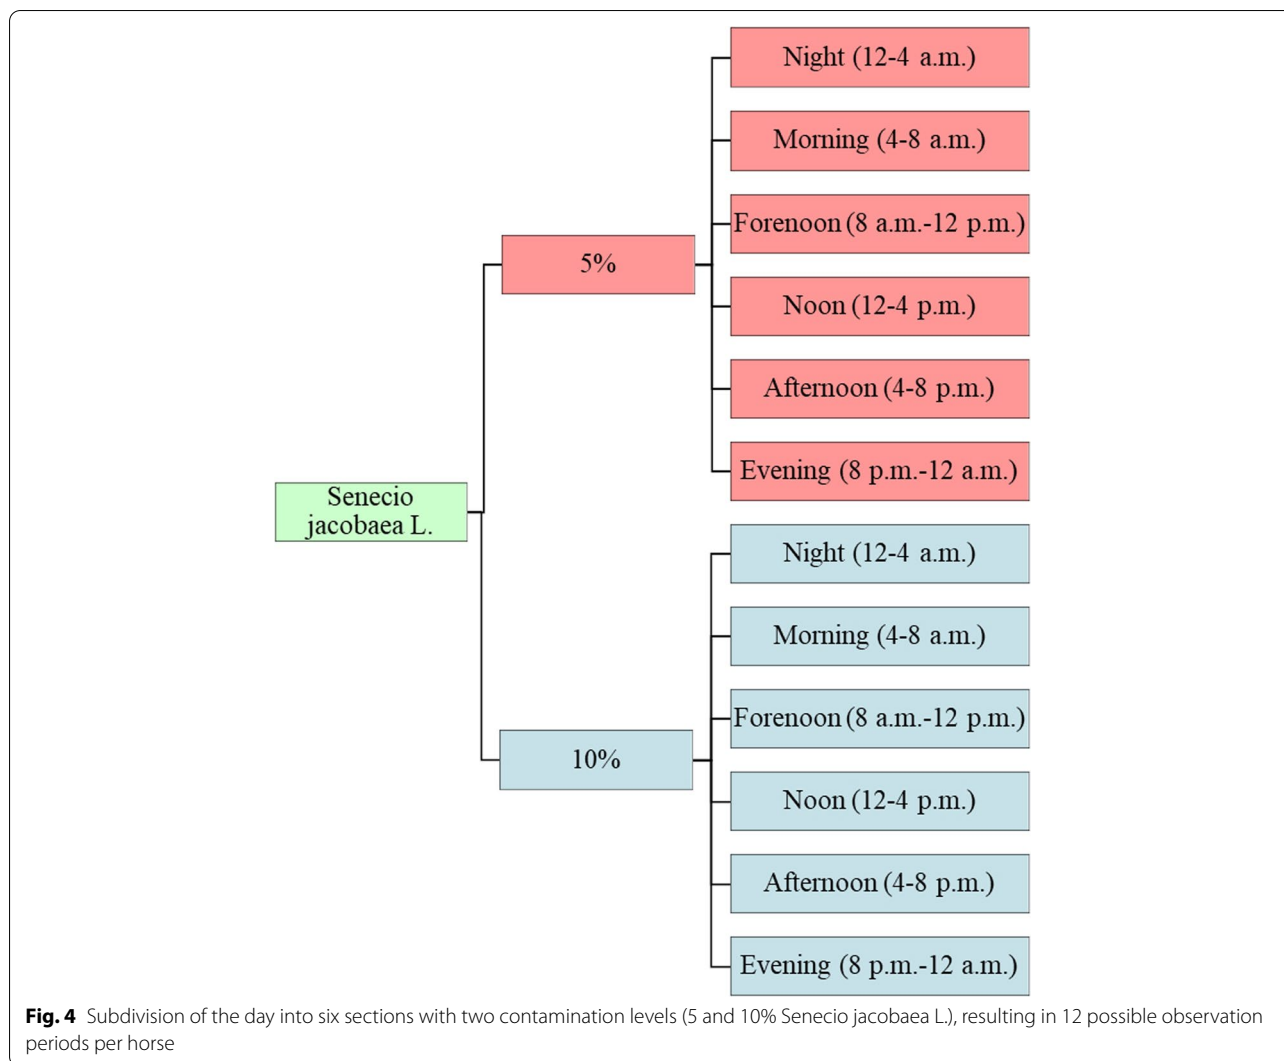 Night (12-4 a.m.)
Morning (4-8 a.m.)
Forenoon (8 a.m.-12 p.m.)
5%
Noon (12-4 p.m.)
Afternoon (4-8 p.m.)
Evening (8 p.m.-12 a.m.)
Senecio
jacobaea L.
Night (12-4 a.m.)
Morning (4-8 a.m.)
Forenoon (8 a.m.-12 p.m.)
10%
Noon (12-4 p.m.)
Afternoon (4-8 p.m.)
Evening (8 p.m.-12 a.m.)
Fig. 4 Subdivision of the day into six sections with two contamination levels (5 and 10% Senecio jacobaea L.), resulting in 12 possible observation
periods per horse